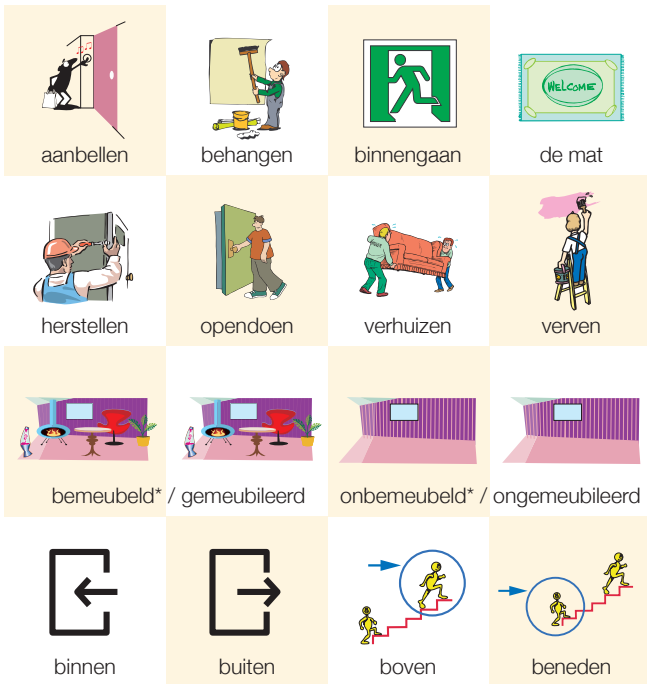 WELCOME
aanbellen behangen binnengaan de mat
herstellen opendoen verhuizen verven
bemeubeld* / gemeubileerd onbemeubeld* / ongemeubileerd
binnen buiten boven beneden